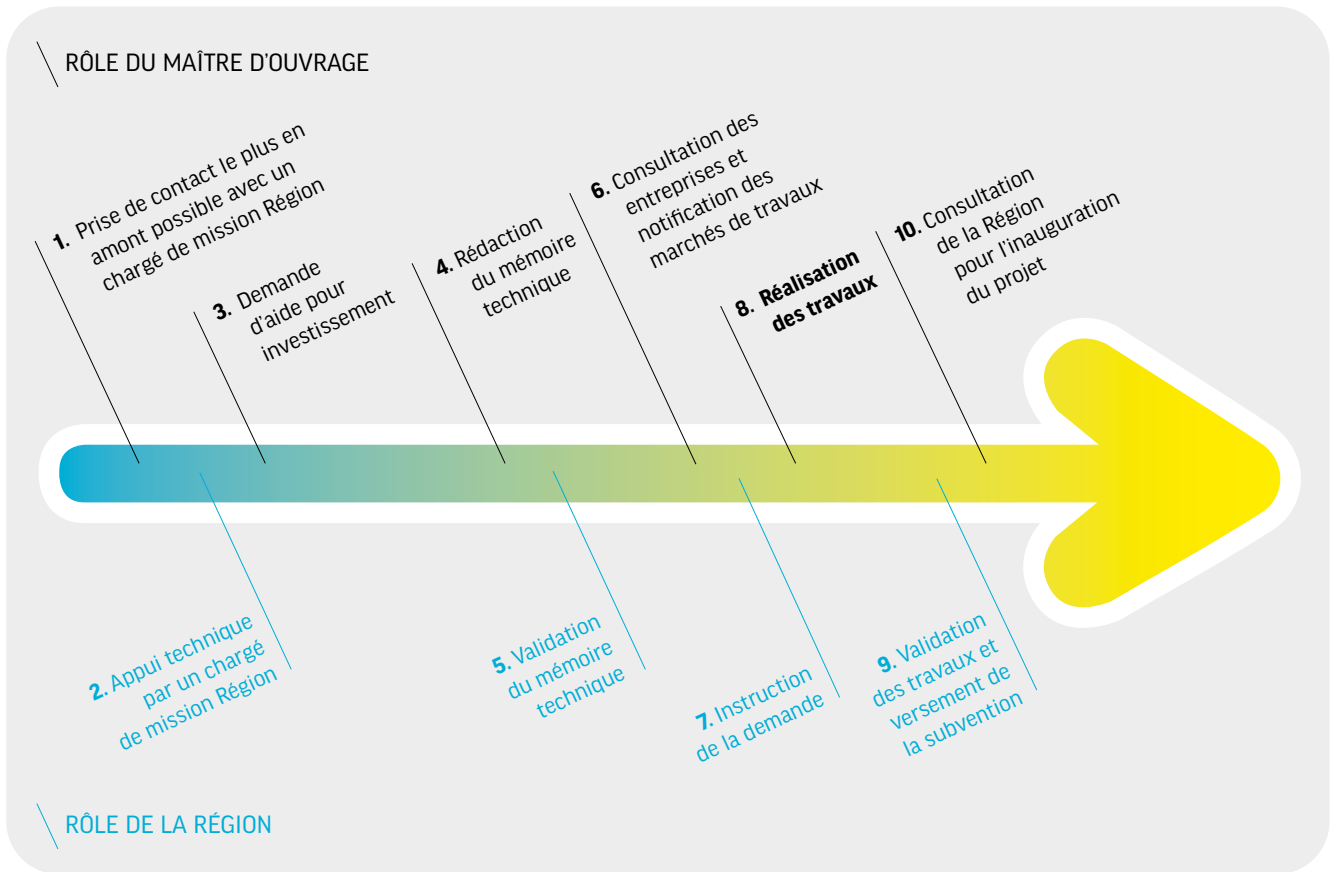 RÔLE DU MAÎTRE D'OUVRAGE
1. Prise de contact le plus en
amont possible avec un
chargé de mission Région
3. Demande
d'aide pour
investissement
4. Rédaction
du mémoire
technique
6. Consultation des
entreprises et
notification des
marchés de travaux
8. Réalisation
des travaux
10. Consultation
de la Région
pour l'inauguration
du projet
2. Appui technique
par un chargé
de mission Région
5. Validation
du mémoire
technique
7. Instruction
de la demande
9. Validation
des travaux et
versement de
la subvention
RÔLE DE LA RÉGION